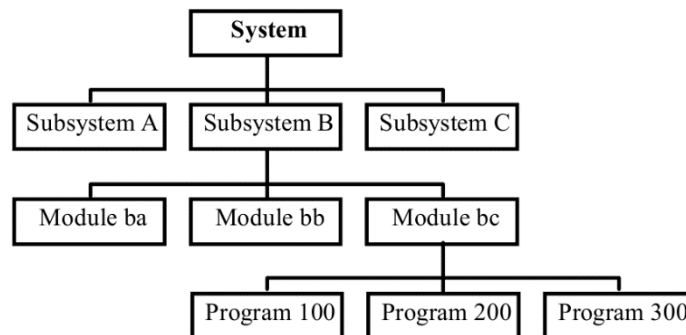 System
Subsystem A
Subsystem B
Subsystem C
Module ba
Module bb
Module bc
Program 100
Program 200
Program 300